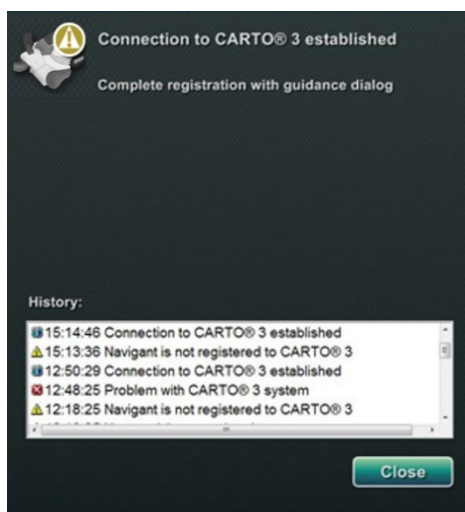 Connection to CARTO® 3 established
Complete registration with guidance dialog
History:
15:14:46 Connection to CARTO® 3 established
15:13:36 Navigant is not registered to CARTO® 3
12:50:29 Connection to CARTO® 3 established
12:48:25 Problem with CARTO® 3 system
12:18:25 Navigant is not registered to CARTO® 3
Close